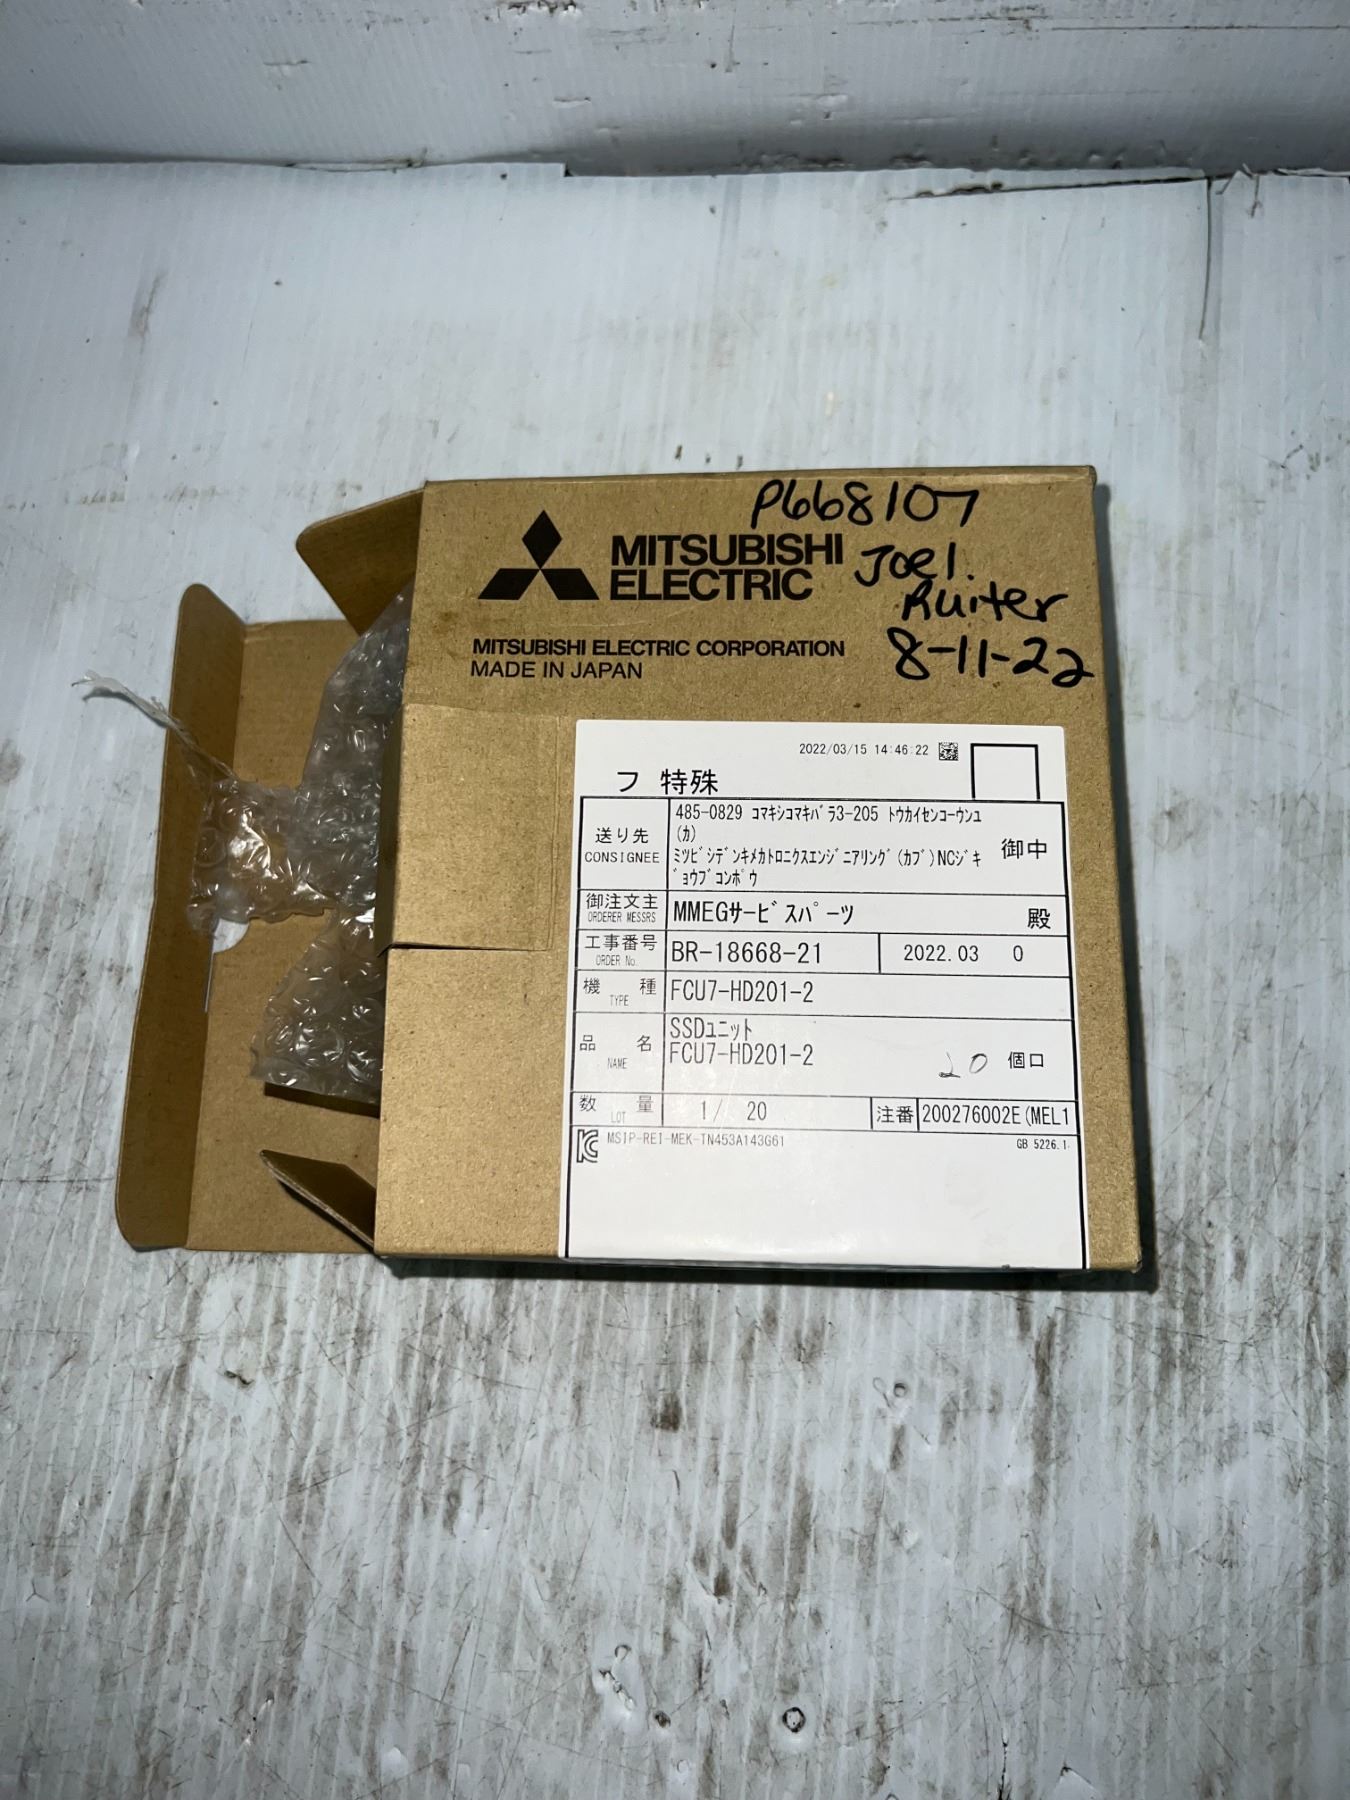 P668107
MITSUBISHI
ELECTRIC
Joel.
Ruiter
8-11-22
MITSUBISHI ELECTRIC CORPORATION
MADE IN JAPAN
2022/03/15 14:46:22
フ 特殊
送り先
CONSIGNEE
485-0829 ｺﾏｷｼｺﾏｷﾊﾞﾗ3-205 ﾄｳｶｲｾﾝｺｰｳﾝﾕ
(ｶ)
ﾐﾂﾋﾞｼﾃﾞﾝｷﾒｶﾄﾛﾆｸｽｴﾝｼﾞﾆｱﾘﾝｸﾞ(ｶﾌﾞ)NCｼﾞｷ
ﾞｮｳﾌﾞｺﾝﾎﾟｳ
御中
御注文主
ORDERER MESSRS
MMEGｻｰﾋﾞｽﾊﾟｰﾂ 殿
工事番号
ORDER No.
BR-18668-21 2022.03 0
機 種
TYPE
FCU7-HD201-2
品 名
NAME
SSDﾕﾆｯﾄ
FCU7-HD201-2
20 個口
数 量
LOT
1/ 20 注番 200276002E(MEL1
MSIP-REI-MEK-TN453A143G61 GB 5226.1